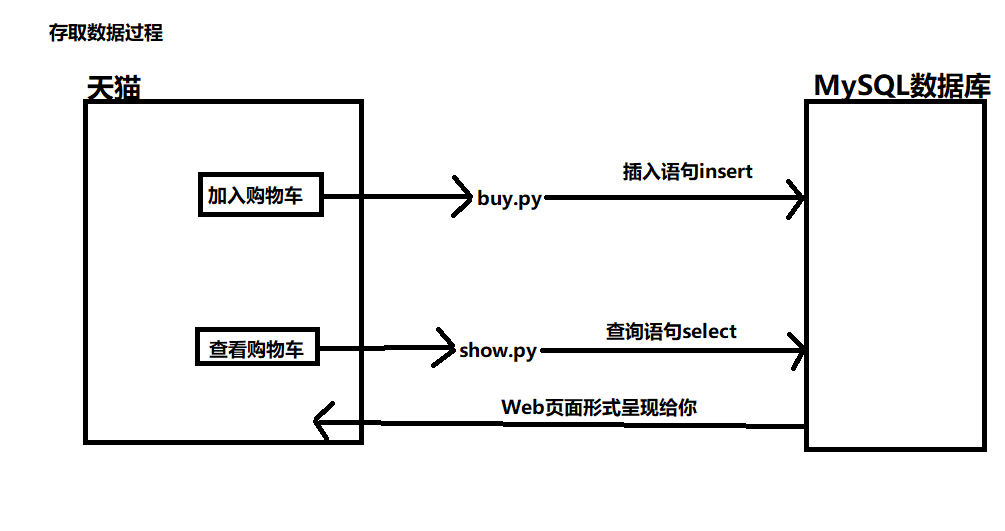 存取数据过程
天猫
MySQL数据库
加入购物车
buy.py
插入语句insert
查看购物车
show.py
查询语句select
Web页面形式呈现给你